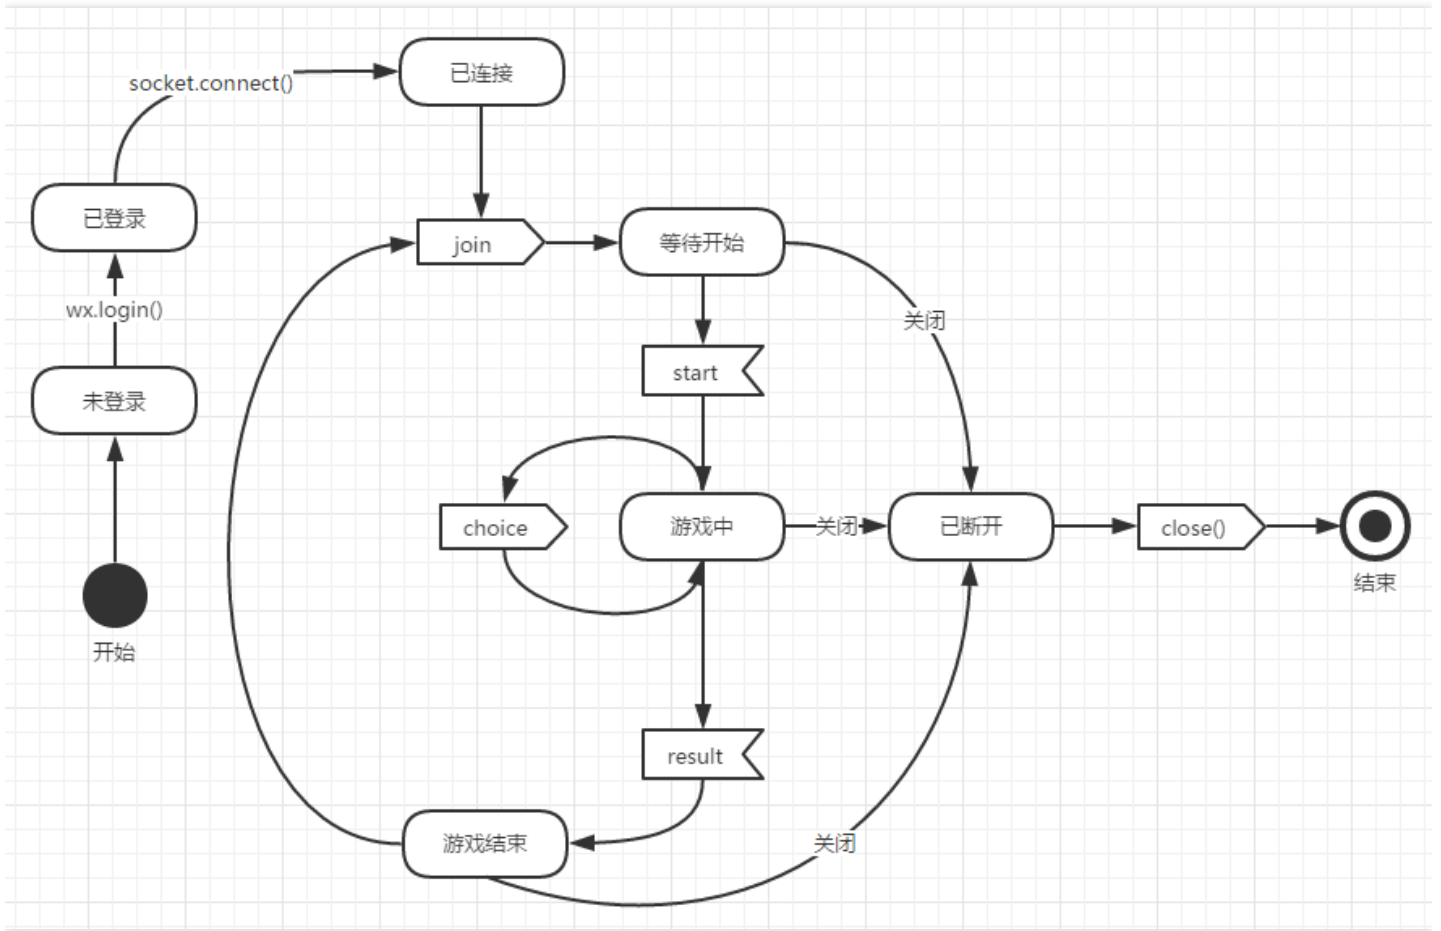 已连接
socket.connect()
已登录
join
等待开始
wx.login()
关闭
start
未登录
choice
游戏中
关闭
已断开
close()
结束
开始
result
游戏结束
关闭